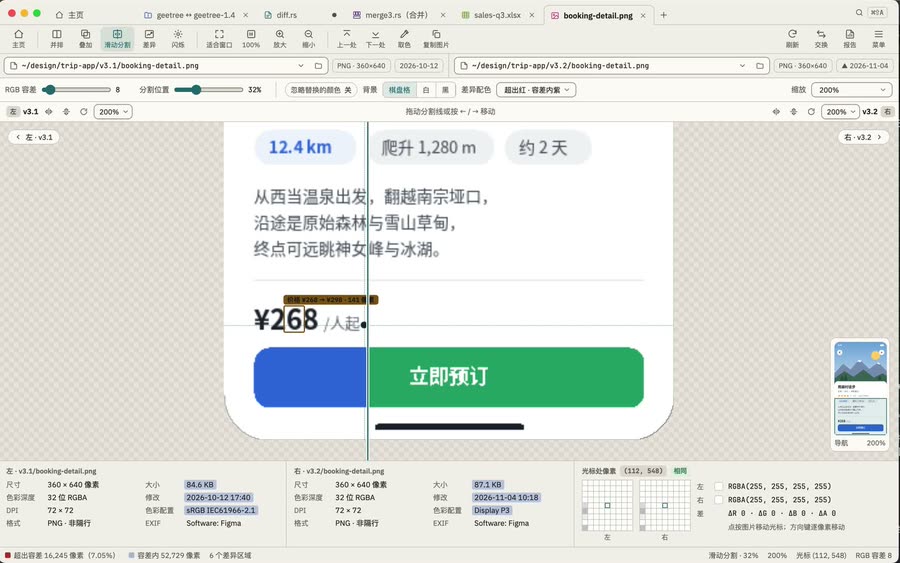 主页 geetree ↔ geetree-1.4 × diff.rs merge3.rs（合并） × sales-q3.xlsx × booking-detail.png × +
主页 并排 叠加 滑动分割 差异 闪烁 适合窗口 100% 放大 缩小 上一处 下一处 取色 复制图片 刷新 交换 报告 菜单
~/design/trip-app/v3.1/booking-detail.png PNG · 360×640 2026-10-12 ~/design/trip-app/v3.2/booking-detail.png PNG · 360×640 ▲ 2026-11-04
RGB 容差 8 分割位置 32% 忽略替换的颜色 关 背景 棋盘格 白 黑 差异配色 超出红 · 容差内紫 缩放 200%
左 v3.1 200% 拖动分割线或按 ← / → 移动 200% v3.2 右
左 · v3.1 右 · v3.2
12.4 km 爬升 1,280 m 约 2 天
从西当温泉出发，翻越南宗垭口，
沿途是原始森林与雪山草甸，
终点可远眺神女峰与冰湖。
¥268 /人起
立即预订
导航 200%
左 · v3.1/booking-detail.png
尺寸 360 × 640 像素 大小 84.6 KB
色彩深度 32 位 RGBA 修改 2026-10-12 17:40
DPI 72 × 72 色彩配置 sRGB IEC61966-2.1
格式 PNG · 非隔行 EXIF Software: Figma
右 · v3.2/booking-detail.png
尺寸 360 × 640 像素 大小 87.1 KB
色彩深度 32 位 RGBA 修改 2026-11-04 10:18
DPI 72 × 72 色彩配置 Display P3
格式 PNG · 非隔行 EXIF Software: Figma
光标处像素 (112, 548) 相同
左 RGBA(255, 255, 255, 255)
右 RGBA(255, 255, 255, 255)
差 ΔR 0 · ΔG 0 · ΔB 0 · ΔA 0
点按图片移动光标；方向键逐像素移动
左 右
超出容差 16,245 像素 (7.05%) 容差内 52,729 像素 6 个差异区域 滑动分割 · 32% 200% 光标 (112, 548) RGB 容差 8